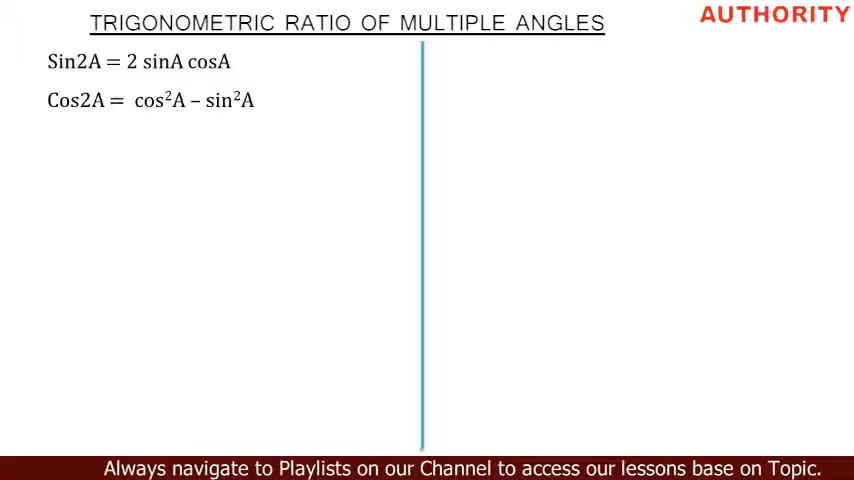 TRIGONOMETRIC RATIO OF MULTIPLE ANGLES
AUTHORITY
Sin2A = 2 sinA cosA
Cos2A = cos²A – sin²A
Always navigate to Playlists on our Channel to access our lessons base on Topic.